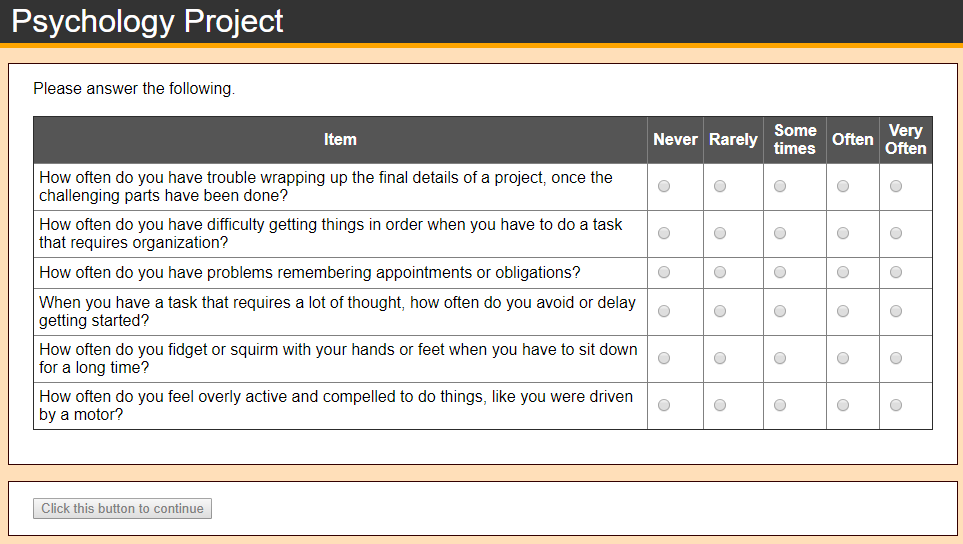 Psychology Project
Please answer the following.
Item
Never
Rarely
Some
times
Often
Very
Often
How often do you have trouble wrapping up the final details of a project, once the
challenging parts have been done?
How often do you have difficulty getting things in order when you have to do a task
that requires organization?
How often do you have problems remembering appointments or obligations?
When you have a task that requires a lot of thought, how often do you avoid or delay
getting started?
How often do you fidget or squirm with your hands or feet when you have to sit down
for a long time?
How often do you feel overly active and compelled to do things, like you were driven
by a motor?
Click this button to continue